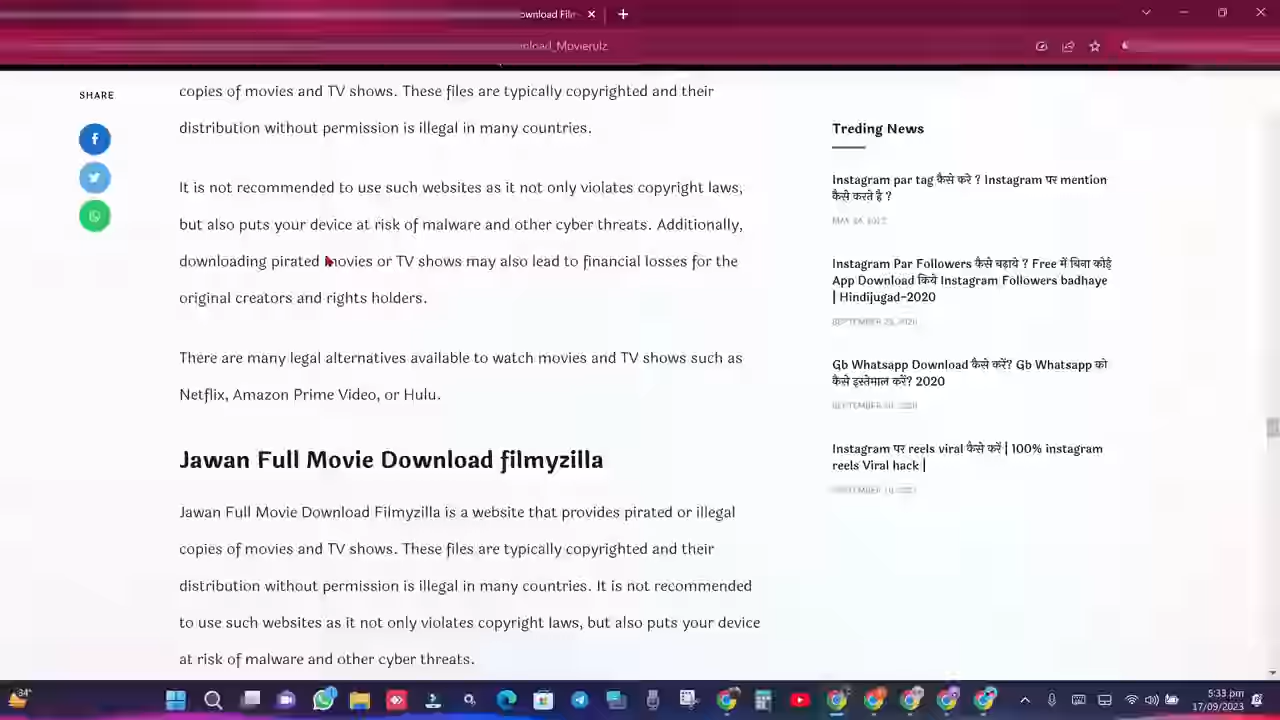 ownload Film
nload_Movierulz
SHARE
copies of movies and TV shows. These files are typically copyrighted and their
distribution without permission is illegal in many countries.
It is not recommended to use such websites as it not only violates copyright laws,
but also puts your device at risk of malware and other cyber threats. Additionally,
downloading pirated movies or TV shows may also lead to financial losses for the
original creators and rights holders.
There are many legal alternatives available to watch movies and TV shows such as
Netflix, Amazon Prime Video, or Hulu.
Jawan Full Movie Download filmyzilla
Jawan Full Movie Download Filmyzilla is a website that provides pirated or illegal
copies of movies and TV shows. These files are typically copyrighted and their
distribution without permission is illegal in many countries. It is not recommended
to use such websites as it not only violates copyright laws, but also puts your device
at risk of malware and other cyber threats.
Treding News
Instagram par tag कैसे करे ? Instagram पर mention
कैसे करते है ?
Instagram Par Followers कैसे बढ़ाये ? Free में बिना कोई
App Download किये Instagram Followers badhaye
| Hindijugad-2020
Gb Whatsapp Download कैसे करें? Gb Whatsapp को
कैसे इस्तेमाल करें? 2020
Instagram पर reels viral कैसे करें | 100% instagram
reels Viral hack |
34°
5:33 pm
17/09/2023